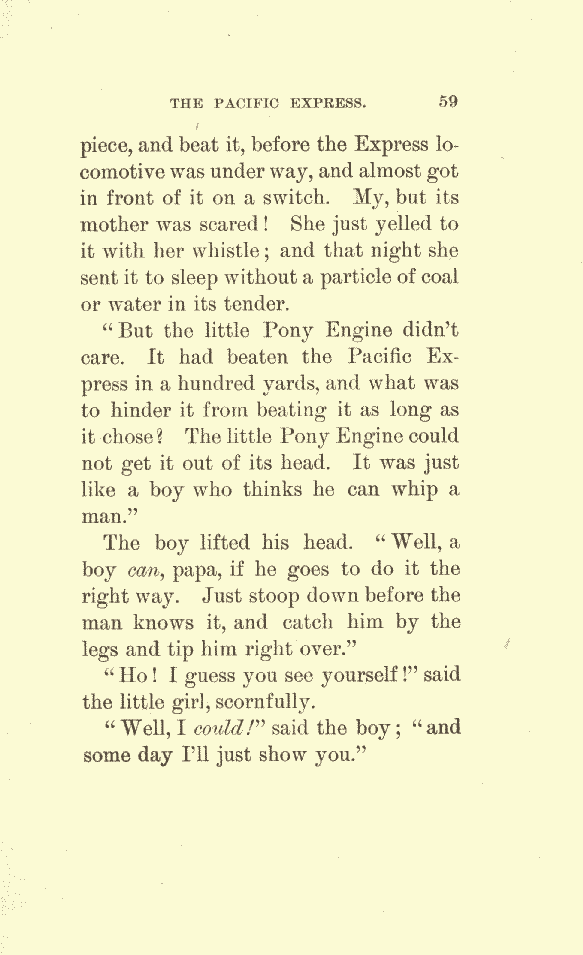 THE PACIFIC EXPRESS. 59
piece, and beat it, before the Express lo-
comotive was under way, and almost got
in front of it on a switch. My, but its
mother was scared! She just yelled to
it with her whistle; and that night she
sent it to sleep without a particle of coal
or water in its tender.
"But the little Pony Engine didn't
care. It had beaten the Pacific Ex-
press in a hundred yards, and what was
to hinder it from beating it as long as
it chose? The little Pony Engine could
not get it out of its head. It was just
like a boy who thinks he can whip a
man."
The boy lifted his head. "Well, a
boy can, papa, if he goes to do it the
right way. Just stoop down before the
man knows it, and catch him by the
legs and tip him right over."
"Ho! I guess you see yourself!" said
the little girl, scornfully.
"Well, I could!" said the boy; "and
some day I'll just show you."